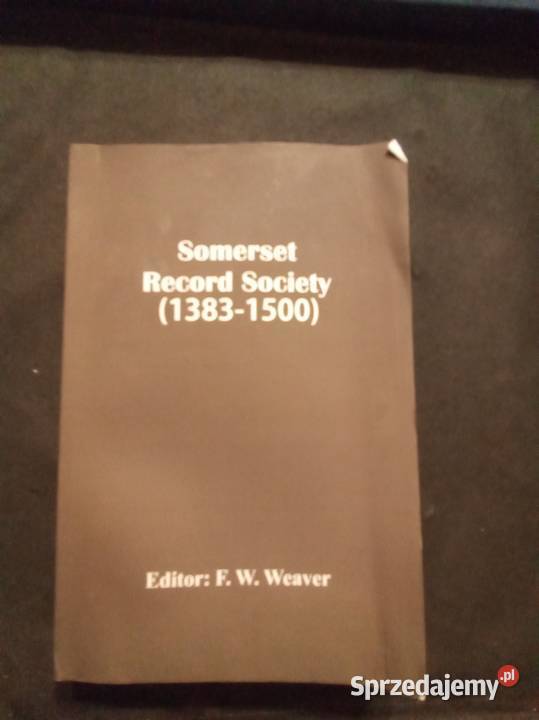 Somerset
Record Society
(1383-1500)
Editor: F. W. Weaver
Sprzedajemy.pl